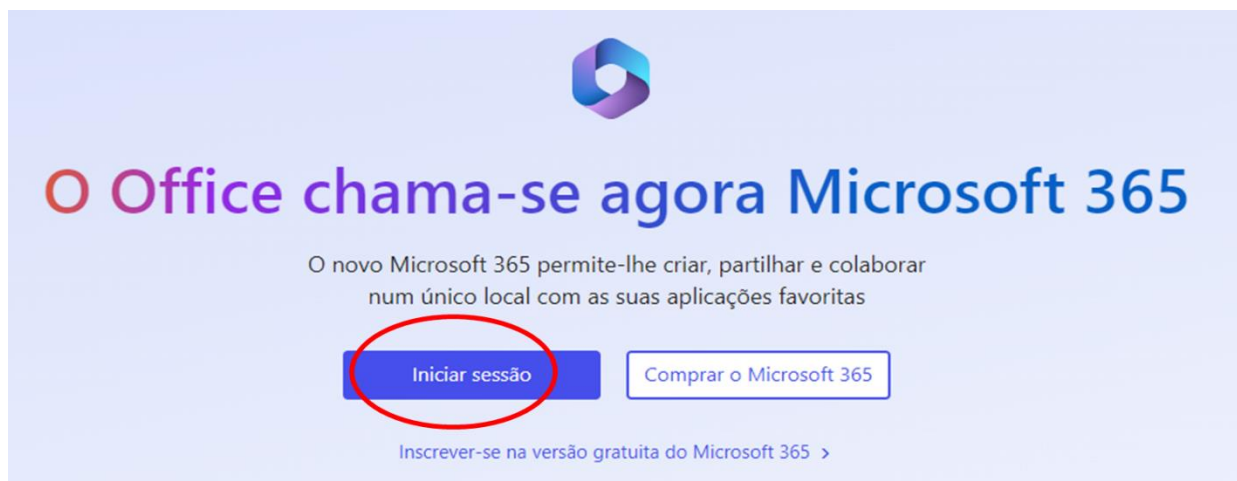 O Office chama-se agora Microsoft 365
O novo Microsoft 365 permite-lhe criar, partilhar e colaborar
num único local com as suas aplicações favoritas
Iniciar sessão
Comprar o Microsoft 365
Inscrever-se na versão gratuita do Microsoft 365 >